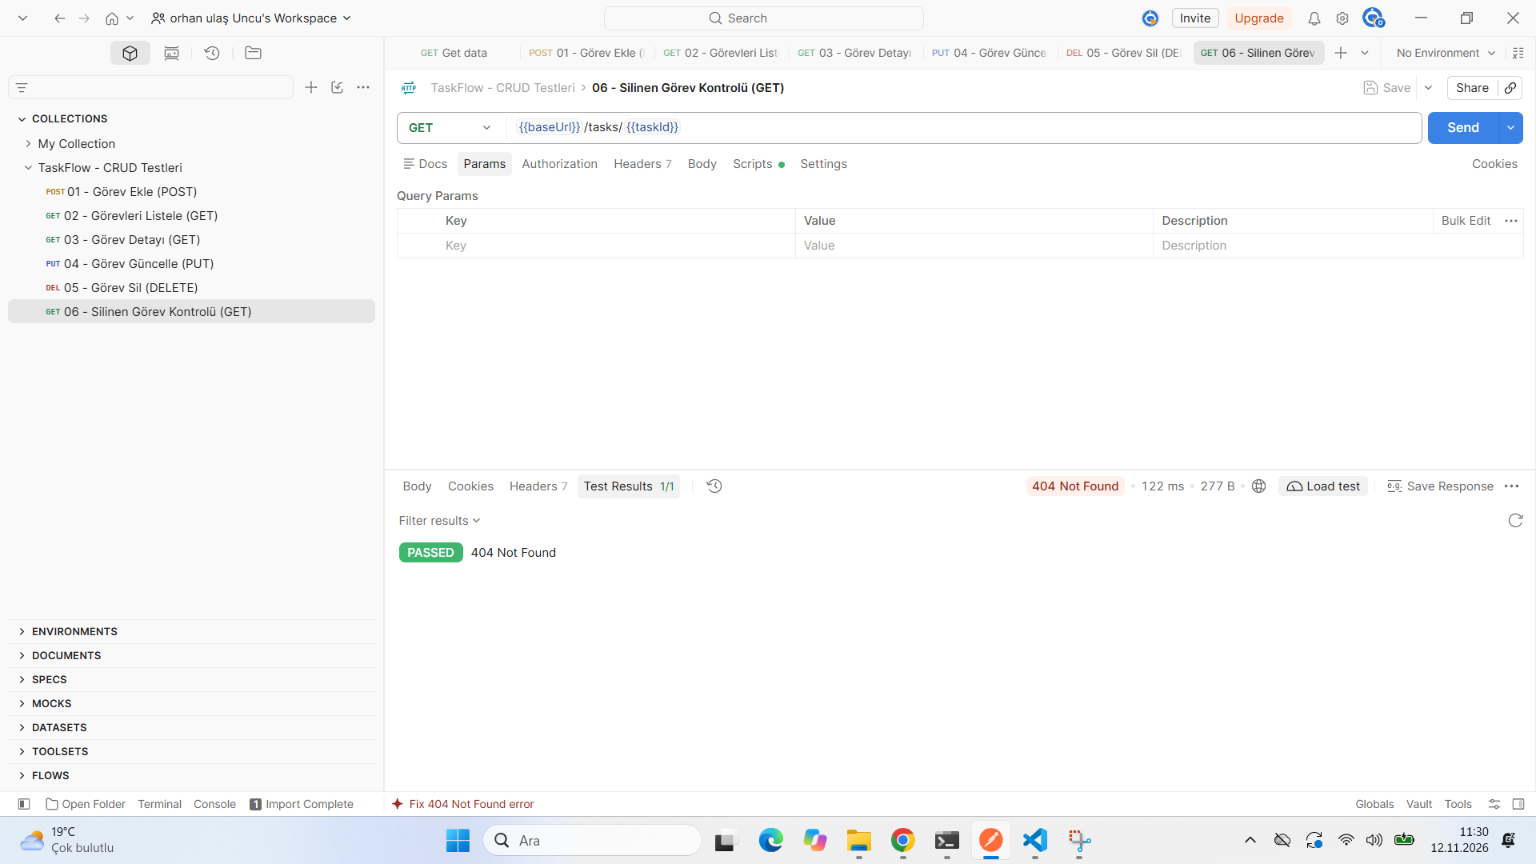 orhan ulaş Uncu's Workspace
Search
Invite
Upgrade
GET Get data
POST 01 - Görev Ekle (
GET 02 - Görevleri List
GET 03 - Görev Detayı
PUT 04 - Görev Günce
DEL 05 - Görev Sil (DE
GET 06 - Silinen Görev
No Environment
HTTP TaskFlow - CRUD Testleri > 06 - Silinen Görev Kontrolü (GET)
Save
Share
COLLECTIONS
My Collection
TaskFlow - CRUD Testleri
POST 01 - Görev Ekle (POST)
GET 02 - Görevleri Listele (GET)
GET 03 - Görev Detayı (GET)
PUT 04 - Görev Güncelle (PUT)
DEL 05 - Görev Sil (DELETE)
GET 06 - Silinen Görev Kontrolü (GET)
ENVIRONMENTS
DOCUMENTS
SPECS
MOCKS
DATASETS
TOOLSETS
FLOWS
GET {{baseUrl}} /tasks/ {{taskId}}
Send
Docs Params Authorization Headers 7 Body Scripts Settings
Cookies
Query Params
Key Value Description Bulk Edit
Key Value Description
Body Cookies Headers 7 Test Results 1/1
404 Not Found 122 ms 277 B Load test e.g. Save Response
Filter results
PASSED 404 Not Found
Open Folder Terminal Console 1 Import Complete
Fix 404 Not Found error
Globals Vault Tools
19°C
Çok bulutlu
Ara
11:30
12.11.2026